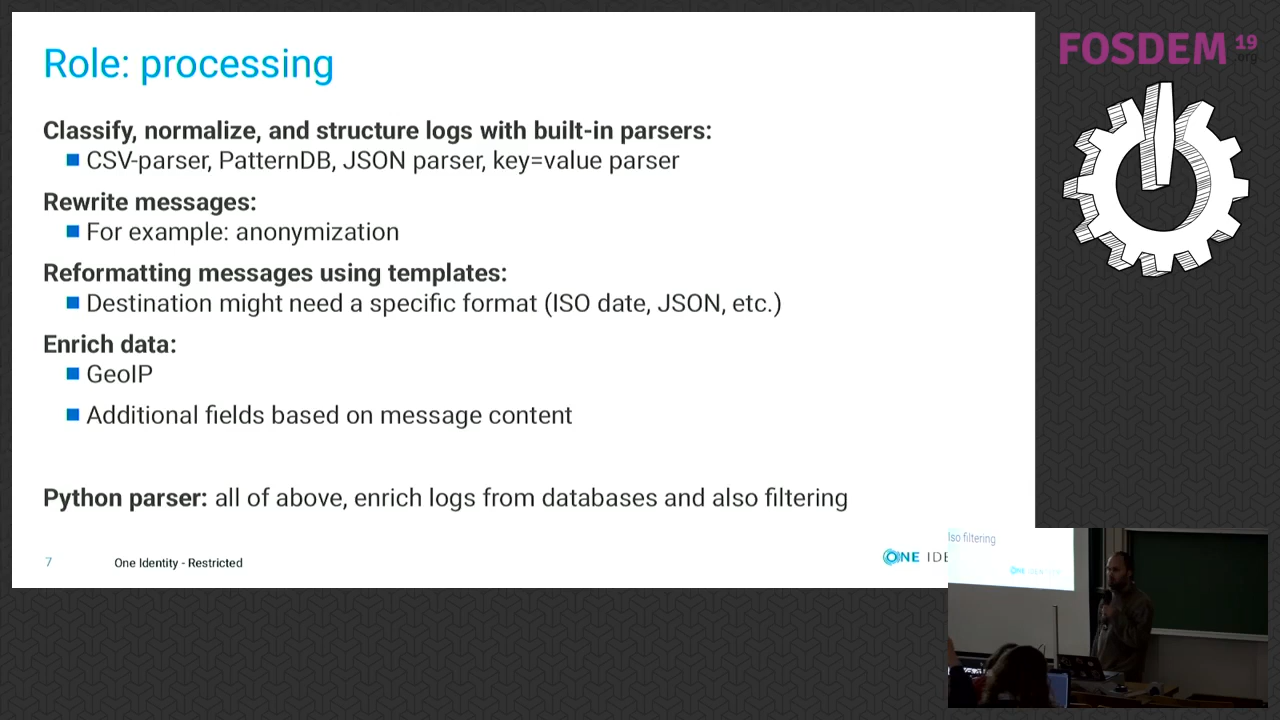 Role: processing
Classify, normalize, and structure logs with built-in parsers:
CSV-parser, PatternDB, JSON parser, key=value parser
Rewrite messages:
For example: anonymization
Reformatting messages using templates:
Destination might need a specific format (ISO date, JSON, etc.)
Enrich data:
GeoIP
Additional fields based on message content
Python parser: all of above, enrich logs from databases and also filtering
7
One Identity - Restricted
ONE IDE
FOSDEM 19
.org
lso filtering